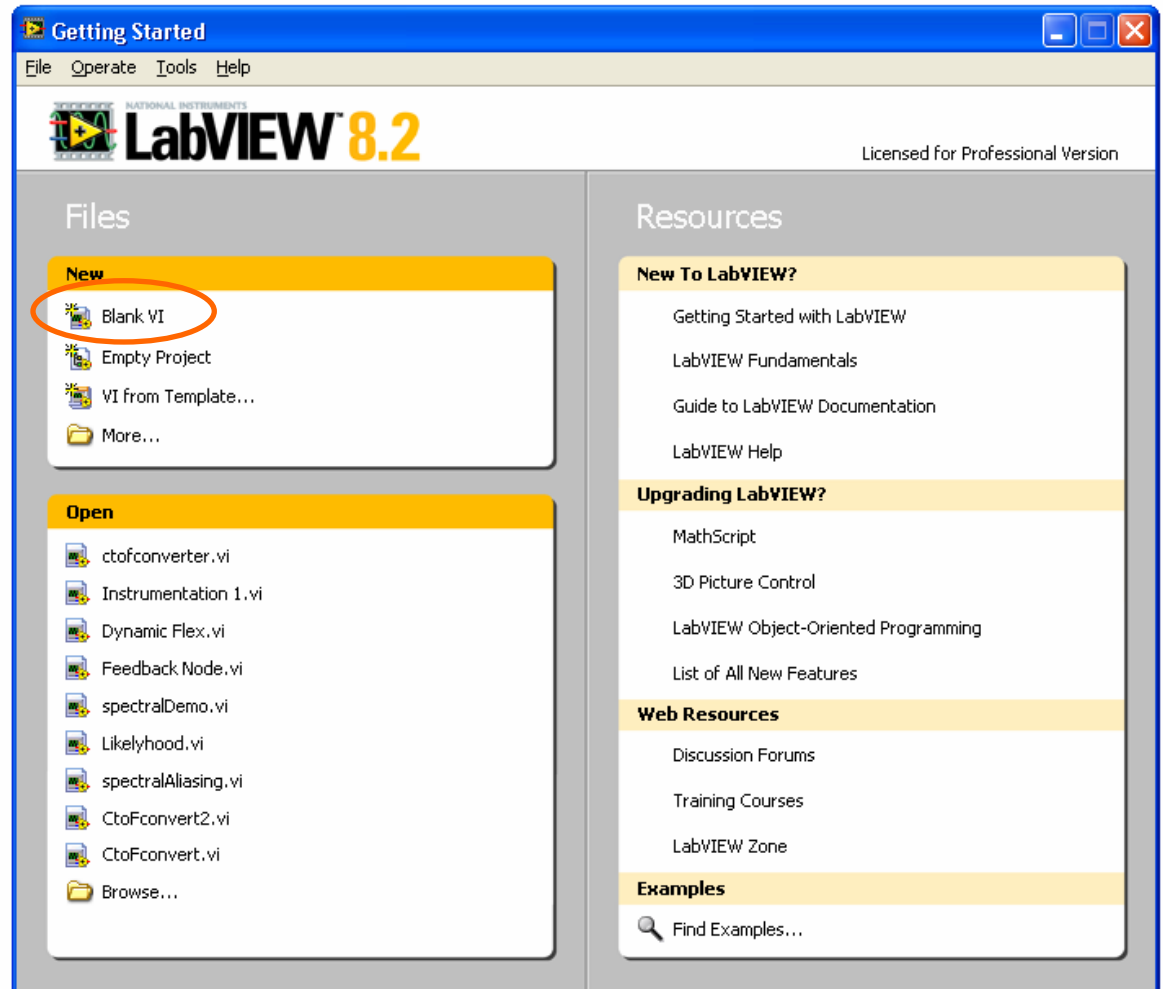 Getting Started
File Operate Tools Help
NATIONAL INSTRUMENTS
LabVIEW™ 8.2
Licensed for Professional Version
Files
New
Blank VI
Empty Project
VI from Template...
More...
Open
ctofconverter.vi
Instrumentation 1.vi
Dynamic Flex.vi
Feedback Node.vi
spectralDemo.vi
Likelyhood.vi
spectralAliasing.vi
CtoFconvert2.vi
CtoFconvert.vi
Browse...
Resources
New To LabVIEW?
Getting Started with LabVIEW
LabVIEW Fundamentals
Guide to LabVIEW Documentation
LabVIEW Help
Upgrading LabVIEW?
MathScript
3D Picture Control
LabVIEW Object-Oriented Programming
List of All New Features
Web Resources
Discussion Forums
Training Courses
LabVIEW Zone
Examples
Find Examples...